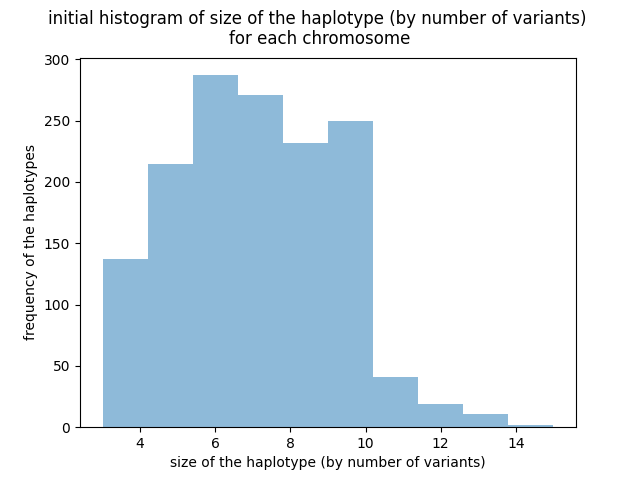 initial histogram of size of the haplotype (by number of variants)
for each chromosome
300
250
200
150
100
50
0
frequency of the haplotypes
4 6 8 10 12 14
size of the haplotype (by number of variants)